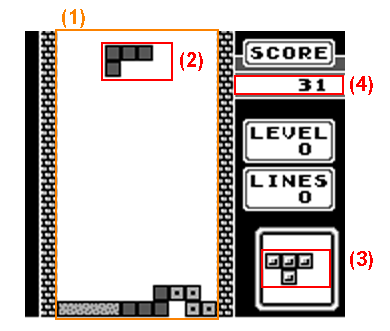 (1)
(2)
SCORE
31
(4)
LEVEL
0
LINES
0
(3)